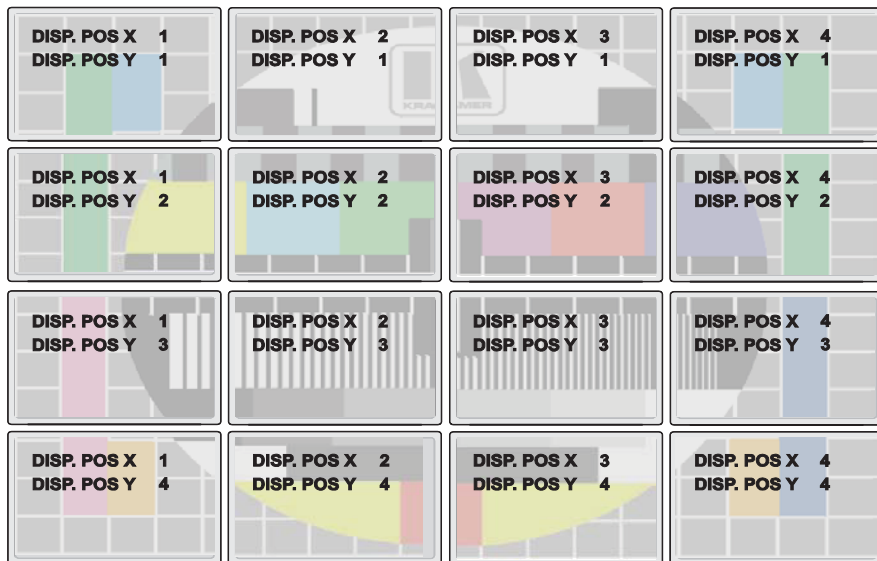 DISP. POS X 1
DISP. POS Y 1
DISP. POS X 2
DISP. POS Y 1
DISP. POS X 3
DISP. POS Y 1
DISP. POS X 4
DISP. POS Y 1
KRA MER
DISP. POS X 1
DISP. POS Y 2
DISP. POS X 2
DISP. POS Y 2
DISP. POS X 3
DISP. POS Y 2
DISP. POS X 4
DISP. POS Y 2
DISP. POS X 1
DISP. POS Y 3
DISP. POS X 2
DISP. POS Y 3
DISP. POS X 3
DISP. POS Y 3
DISP. POS X 4
DISP. POS Y 3
DISP. POS X 1
DISP. POS Y 4
DISP. POS X 2
DISP. POS Y 4
DISP. POS X 3
DISP. POS Y 4
DISP. POS X 4
DISP. POS Y 4